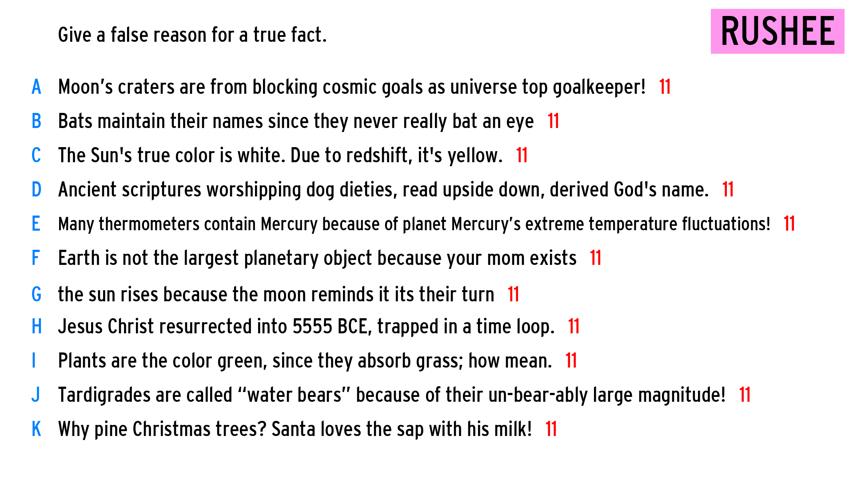 Give a false reason for a true fact.
RUSHEE
A Moon's craters are from blocking cosmic goals as universe top goalkeeper! 11
B Bats maintain their names since they never really bat an eye 11
C The Sun's true color is white. Due to redshift, it's yellow. 11
D Ancient scriptures worshipping dog dieties, read upside down, derived God's name. 11
E Many thermometers contain Mercury because of planet Mercury's extreme temperature fluctuations! 11
F Earth is not the largest planetary object because your mom exists 11
G the sun rises because the moon reminds it its their turn 11
H Jesus Christ resurrected into 5555 BCE, trapped in a time loop. 11
I Plants are the color green, since they absorb grass; how mean. 11
J Tardigrades are called “water bears” because of their un-bear-ably large magnitude! 11
K Why pine Christmas trees? Santa loves the sap with his milk! 11